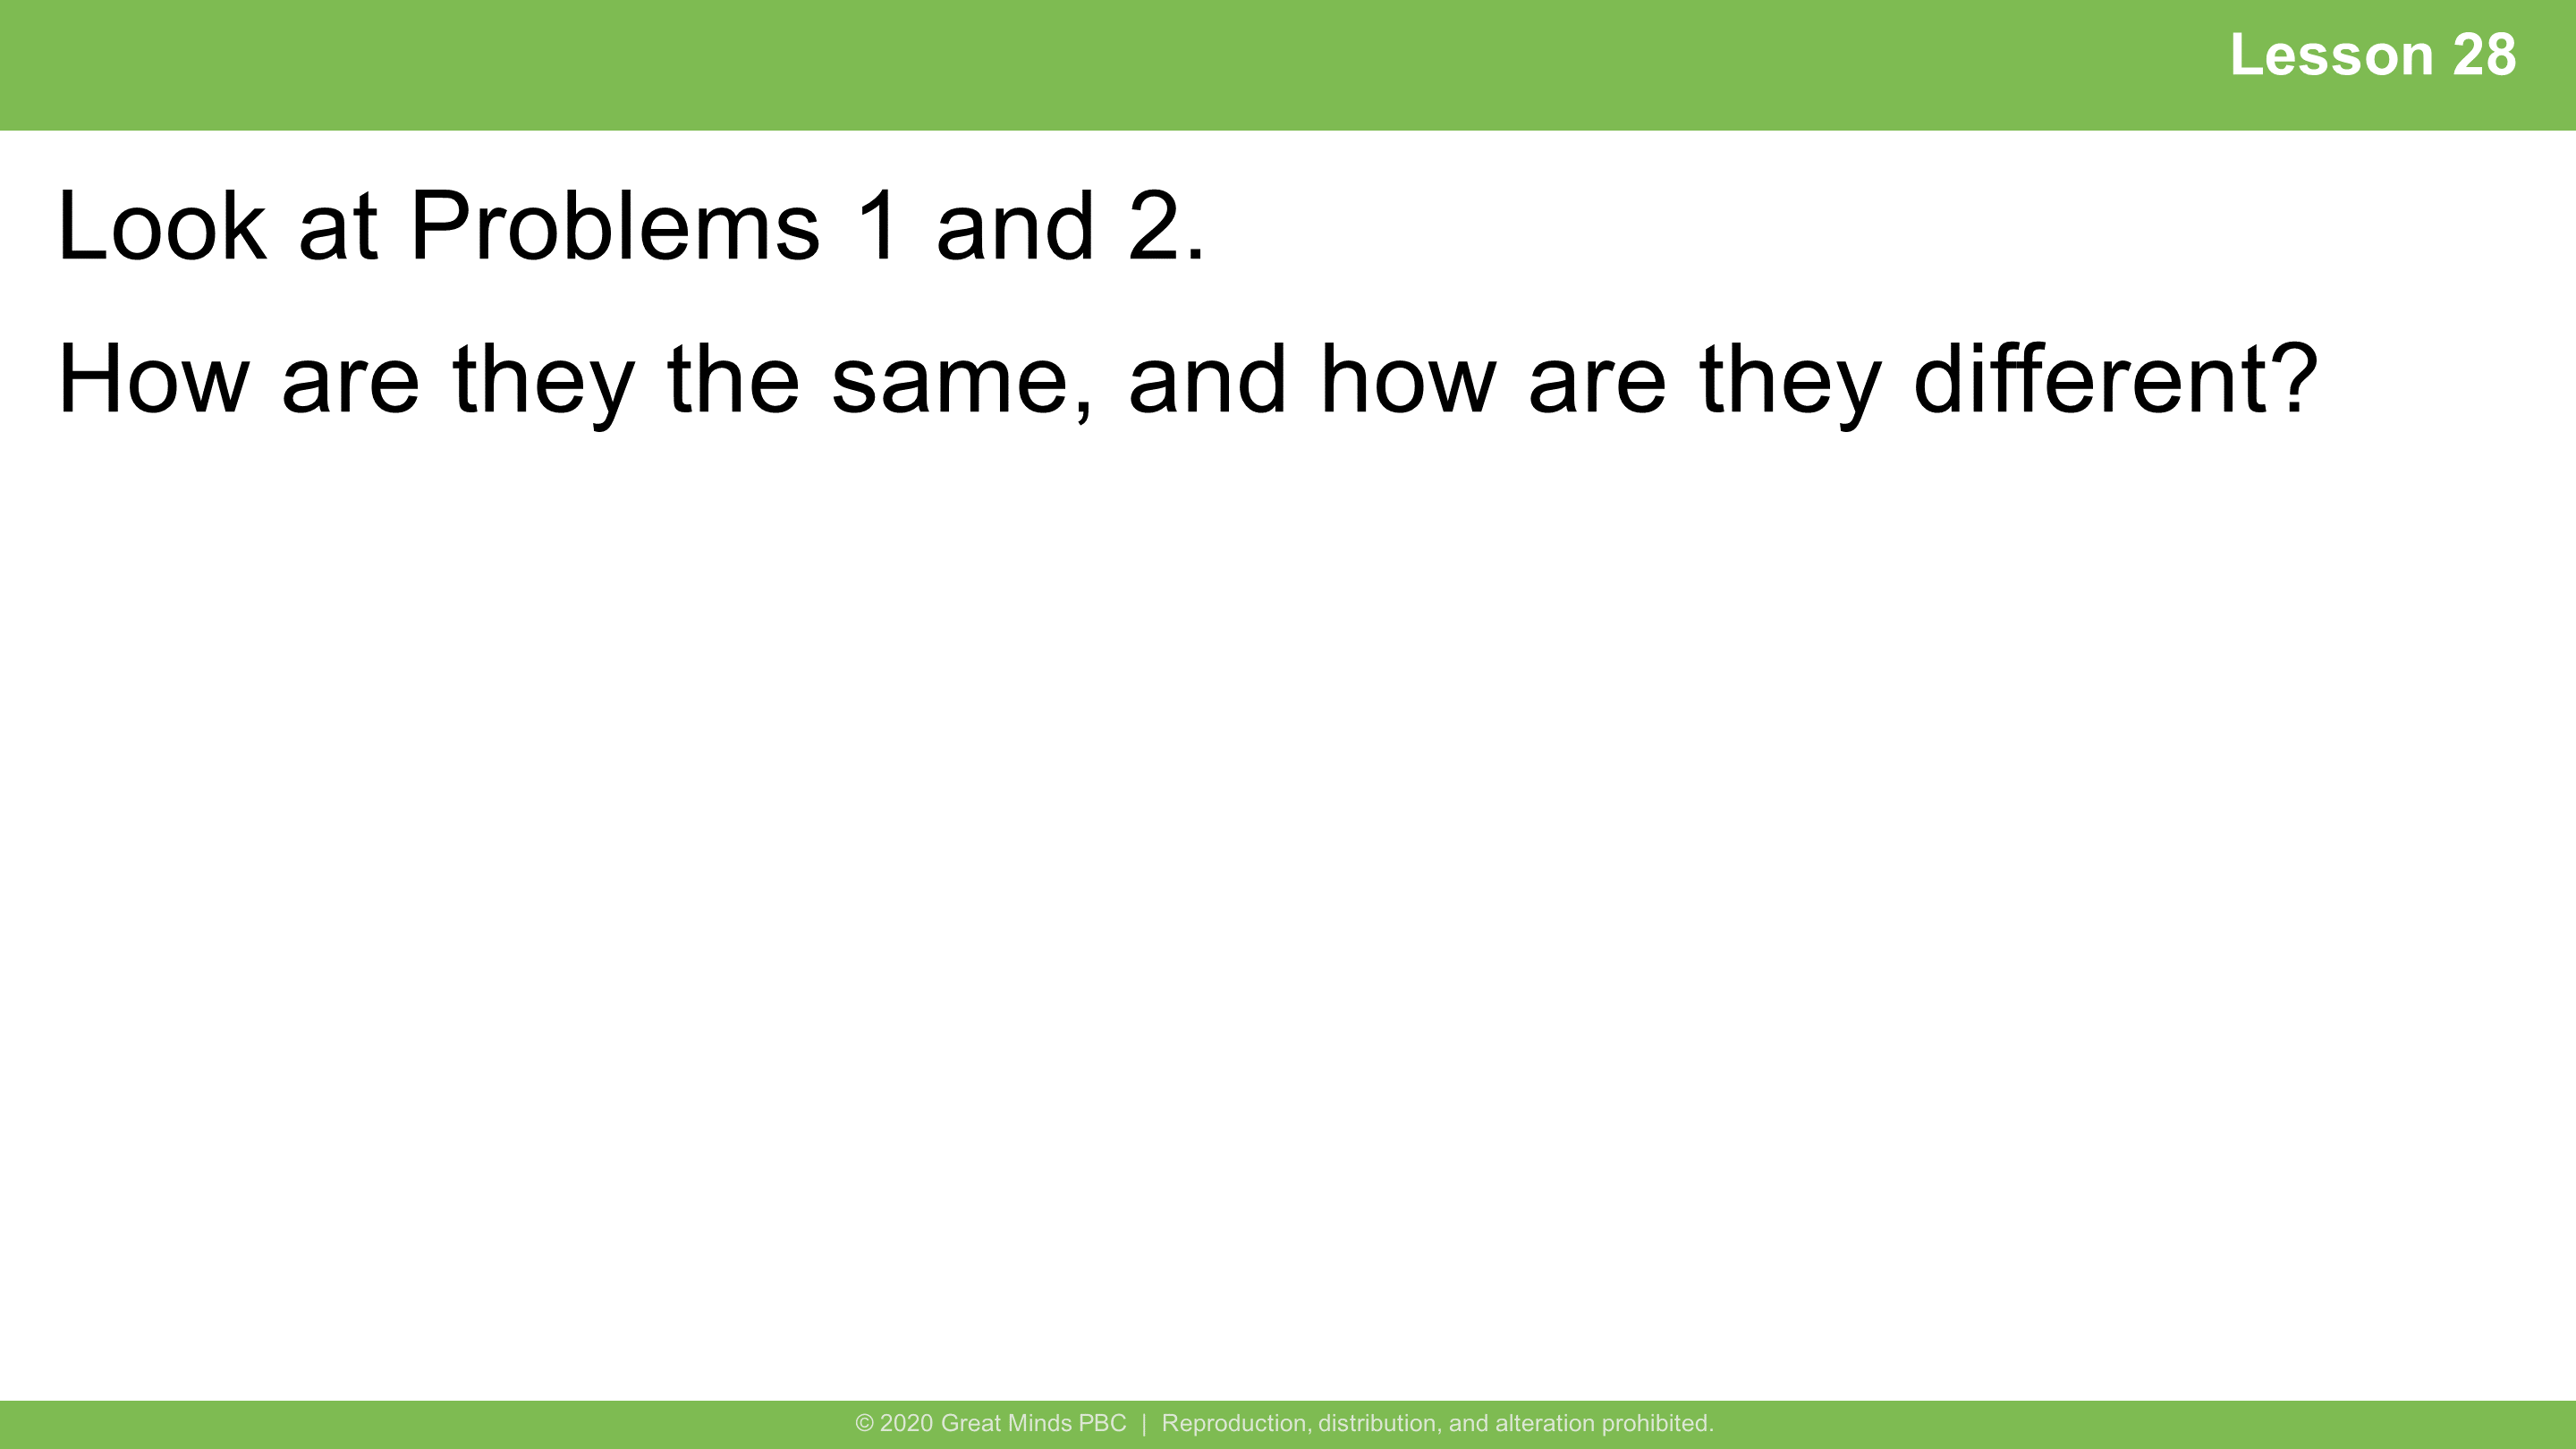 Lesson 28
Look at Problems 1 and 2.
How are they the same, and how are they different?
© 2020 Great Minds PBC | Reproduction, distribution, and alteration prohibited.